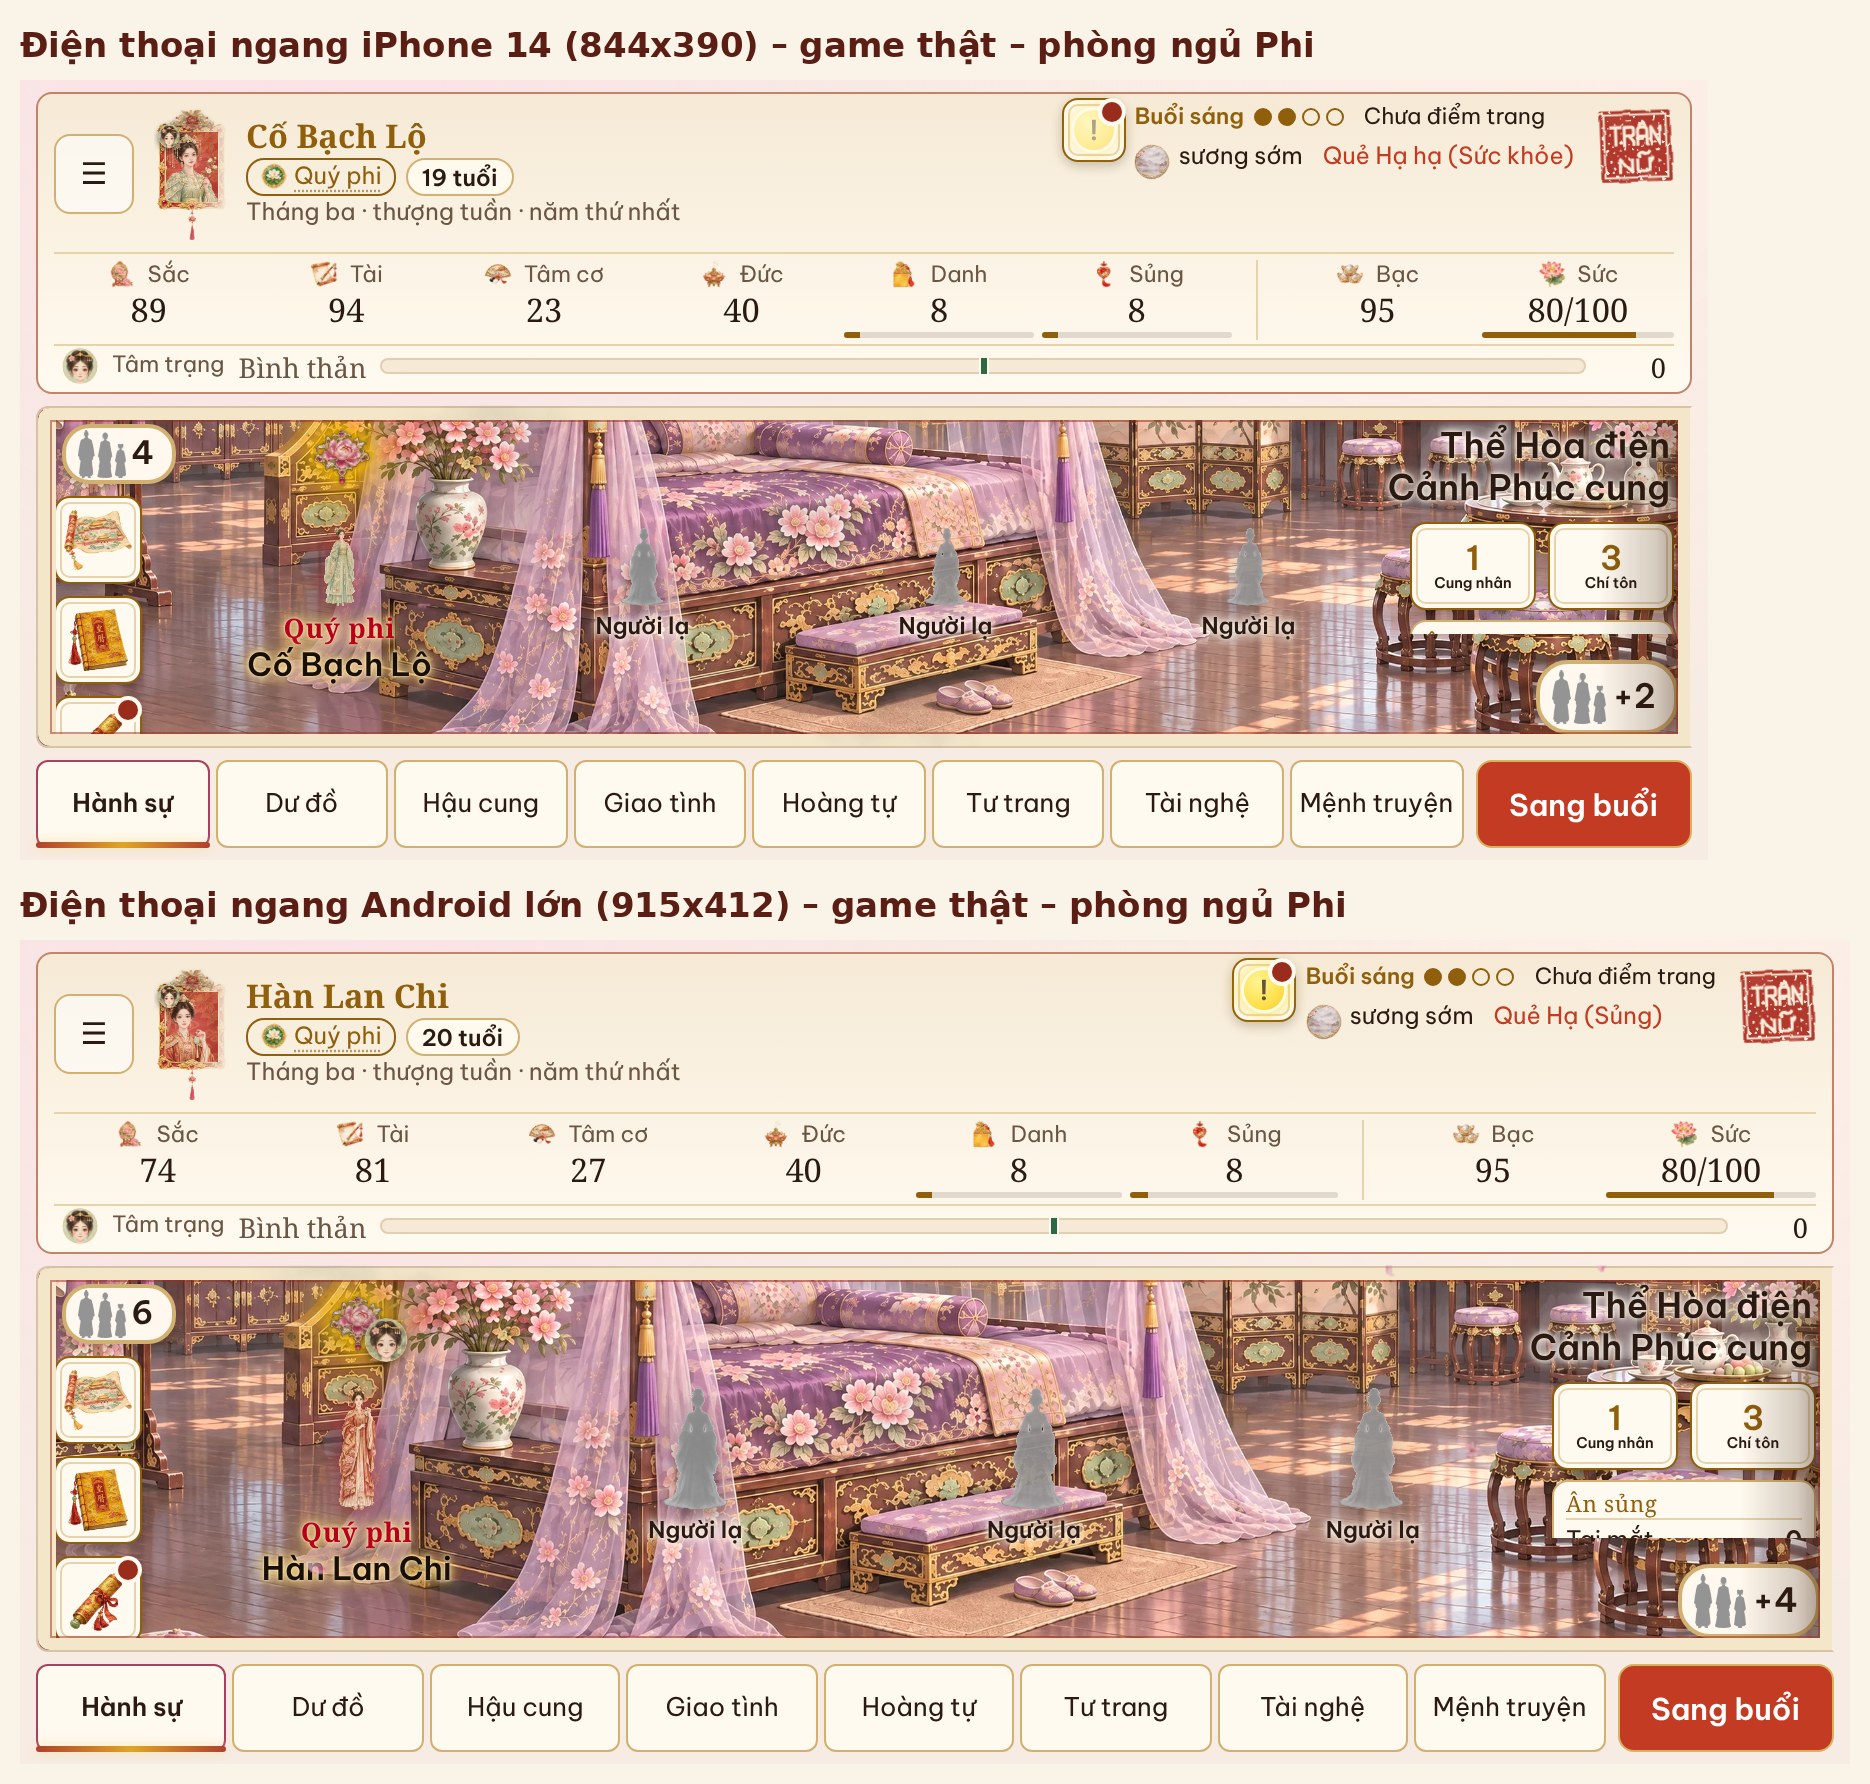 Điện thoại ngang iPhone 14 (844x390) – game thật – phòng ngủ Phi
☰
Cố Bạch Lộ
Quý phi 19 tuổi
Tháng ba · thượng tuần · năm thứ nhất
! Buổi sáng Chưa điểm trang
sương sớm Quẻ Hạ hạ (Sức khỏe)
TRÂN NỮ
Sắc Tài Tâm cơ Đức Danh Sủng Bạc Sức
89 94 23 40 8 8 95 80/100
Tâm trạng Bình thản 0
4
Thể Hòa điện
Cảnh Phúc cung
1 3
Cung nhân Chí tôn
Quý phi
Cố Bạch Lộ
Người lạ Người lạ Người lạ
+2
Hành sự Dư đồ Hậu cung Giao tình Hoàng tự Tư trang Tài nghệ Mệnh truyện Sang buổi
Điện thoại ngang Android lớn (915x412) – game thật – phòng ngủ Phi
☰
Hàn Lan Chi
Quý phi 20 tuổi
Tháng ba · thượng tuần · năm thứ nhất
! Buổi sáng Chưa điểm trang
sương sớm Quẻ Hạ (Sủng)
TRÂN NỮ
Sắc Tài Tâm cơ Đức Danh Sủng Bạc Sức
74 81 27 40 8 8 95 80/100
Tâm trạng Bình thản 0
6
Thể Hòa điện
Cảnh Phúc cung
1 3
Cung nhân Chí tôn
Ân sủng
Quý phi
Hàn Lan Chi
Người lạ Người lạ Người lạ
+4
Hành sự Dư đồ Hậu cung Giao tình Hoàng tự Tư trang Tài nghệ Mệnh truyện Sang buổi